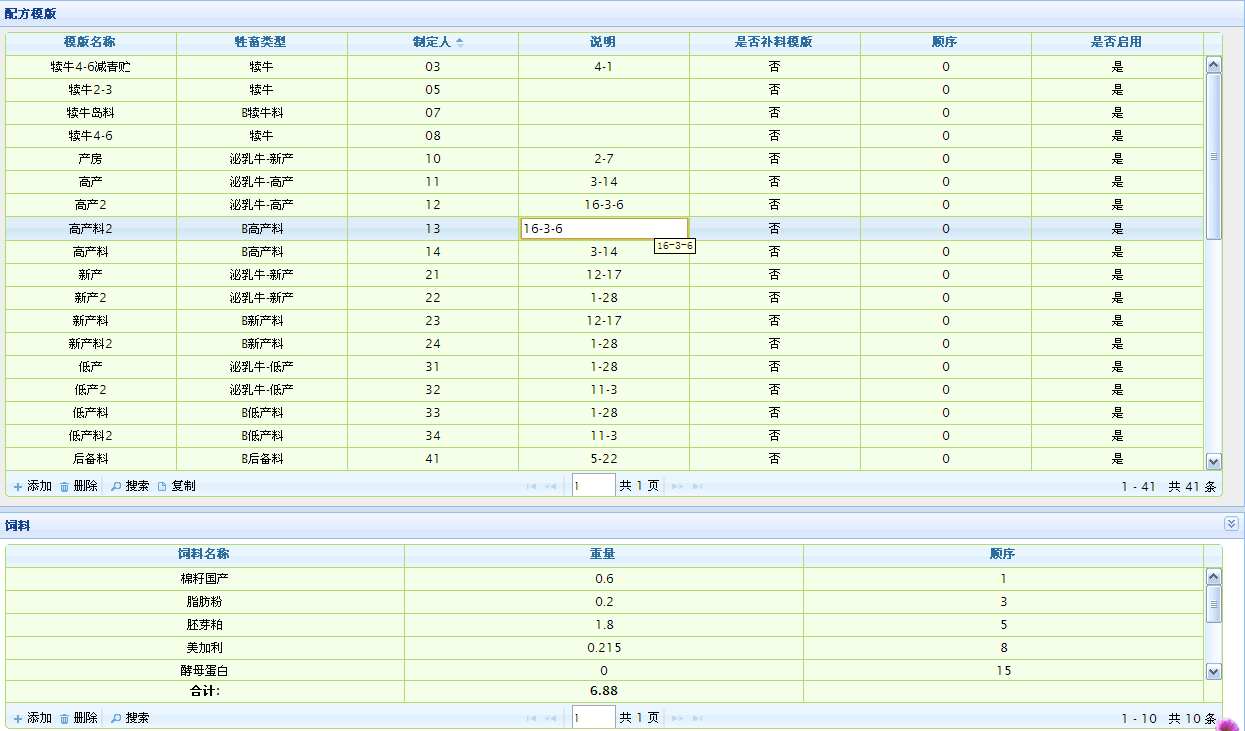 配方模版
模版名称 牲畜类型 制定人 说明 是否补料模版 顺序 是否启用
犊牛4-6减青贮 犊牛 03 4-1 否 0 是
犊牛2-3 犊牛 05 否 0 是
犊牛岛料 B犊牛料 07 否 0 是
犊牛4-6 犊牛 08 否 0 是
产房 泌乳牛-新产 10 2-7 否 0 是
高产 泌乳牛-高产 11 3-14 否 0 是
高产2 泌乳牛-高产 12 16-3-6 否 0 是
高产料2 B高产料 13 16-3-6 否 0 是
16-3-6
高产料 B高产料 14 3-14 否 0 是
新产 泌乳牛-新产 21 12-17 否 0 是
新产2 泌乳牛-新产 22 1-28 否 0 是
新产料 B新产料 23 12-17 否 0 是
新产料2 B新产料 24 1-28 否 0 是
低产 泌乳牛-低产 31 1-28 否 0 是
低产2 泌乳牛-低产 32 11-3 否 0 是
低产料 B低产料 33 1-28 否 0 是
低产料2 B低产料 34 11-3 否 0 是
后备料 B后备料 41 5-22 否 0 是
添加 删除 搜索 复制 1 共 1 页 1 - 41 共 41 条
饲料
饲料名称 重量 顺序
棉籽国产 0.6 1
脂肪粉 0.2 3
胚芽粕 1.8 5
美加利 0.215 8
酵母蛋白 0 15
合计: 6.88
添加 删除 搜索 1 共 1 页 1 - 10 共 10 条